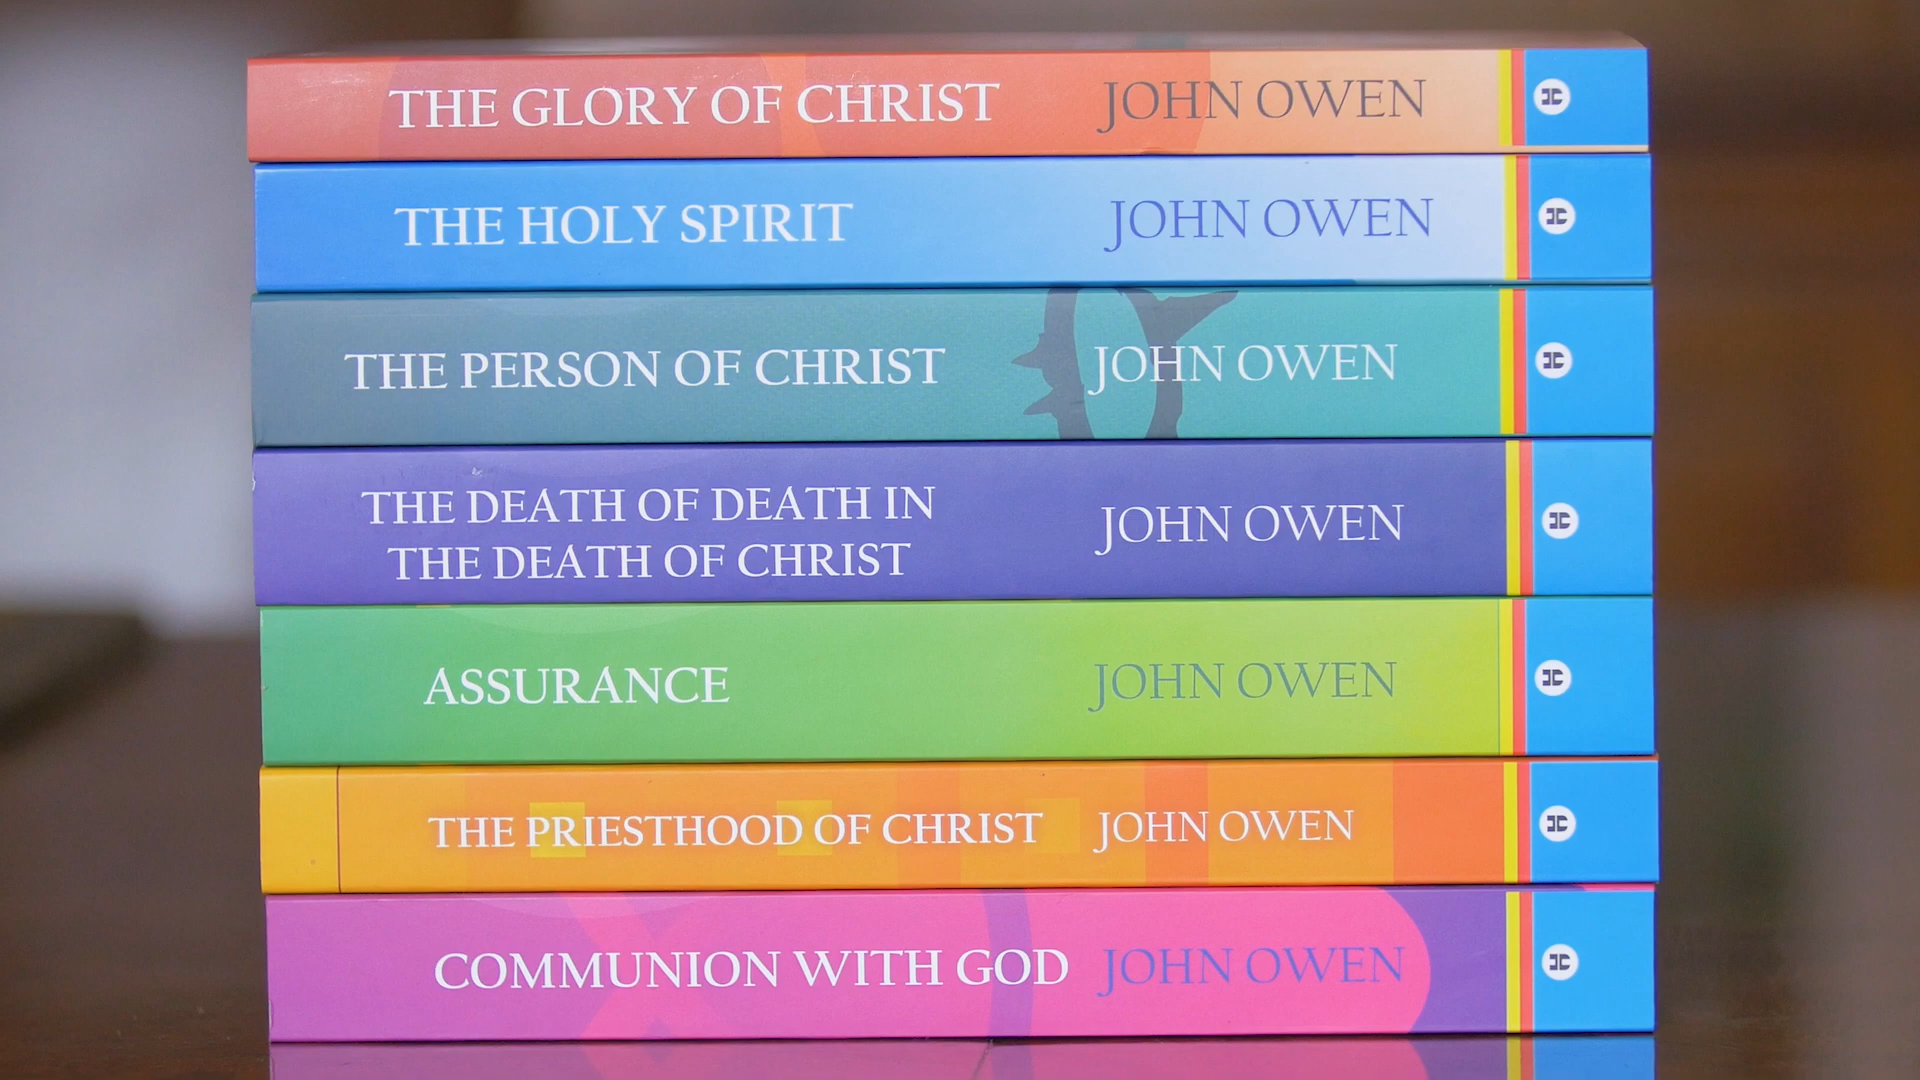 THE GLORY OF CHRIST JOHN OWEN
THE HOLY SPIRIT JOHN OWEN
THE PERSON OF CHRIST JOHN OWEN
THE DEATH OF DEATH IN
THE DEATH OF CHRIST
JOHN OWEN
ASSURANCE JOHN OWEN
THE PRIESTHOOD OF CHRIST JOHN OWEN
COMMUNION WITH GOD JOHN OWEN